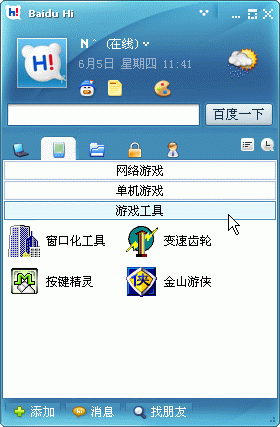 Hi Baidu Hi
Hi! N ^ (在线)
6月5日 星期四 11:41
百度一下
网络游戏
单机游戏
游戏工具
窗口化工具 变速齿轮
按键精灵 金山游侠
添加 消息 找朋友